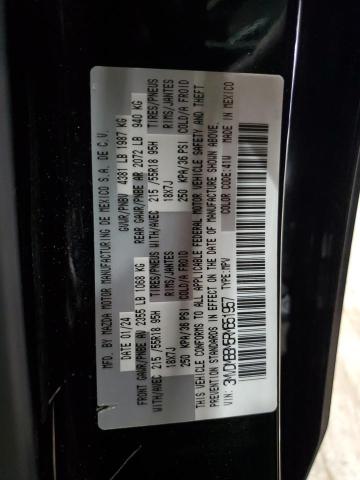 MFD. BY MAZDA MOTOR MANUFACTURING DE MEXICO S.A. DE C.V.
DATE 01/24 GVWR/PNBV 4381 LB 1987 KG
FRONT GAWR/PNBE AV 2355 LB 1068 KG REAR GAWR/PNBE AR 2072 LB 940 KG
WITH/AVEC 215/55R18 95H TIRES/PNEUS WITH/AVEC 215/55R18 95H TIRES/PNEUS
18X7J RIMS/JANTES 18X7J RIMS/JANTES
250 KPA/36 PSI COLD/A FROID 250 KPA/36 PSI COLD/A FROID
THIS VEHICLE CONFORMS TO ALL APPLICABLE FEDERAL MOTOR VEHICLE SAFETY AND THEFT
PREVENTION STANDARDS IN EFFECT ON THE DATE OF MANUFACTURE SHOWN ABOVE.
MADE IN MEXICO
VIN: TYPE:MPV COLOR CODE:41W